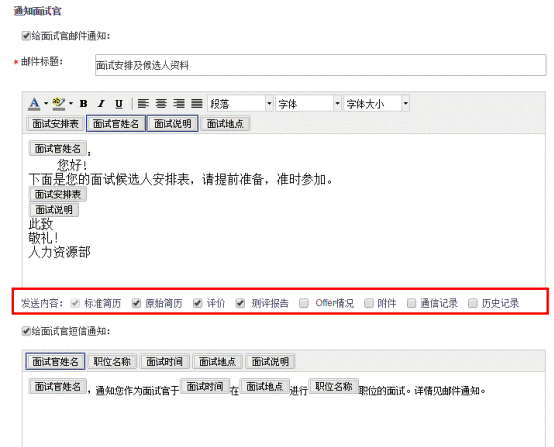 通知面试官
给面试官邮件通知：
* 邮件标题： 面试安排及候选人资料
A ab B I U 段落 字体 字体大小
面试安排表 面试官姓名 面试说明 面试地点
面试官姓名：
您好！
下面是您的面试候选人安排表，请提前准备，准时参加。
面试安排表
面试说明
此致
敬礼！
人力资源部
发送内容： 标准简历 原始简历 评价 测评报告 Offer情况 附件 通信记录 历史记录
给面试官短信通知：
面试官姓名 职位名称 面试时间 面试地点 面试说明
面试官姓名，通知您作为面试官于面试时间在面试地点进行职位名称职位的面试。详情见邮件通知。